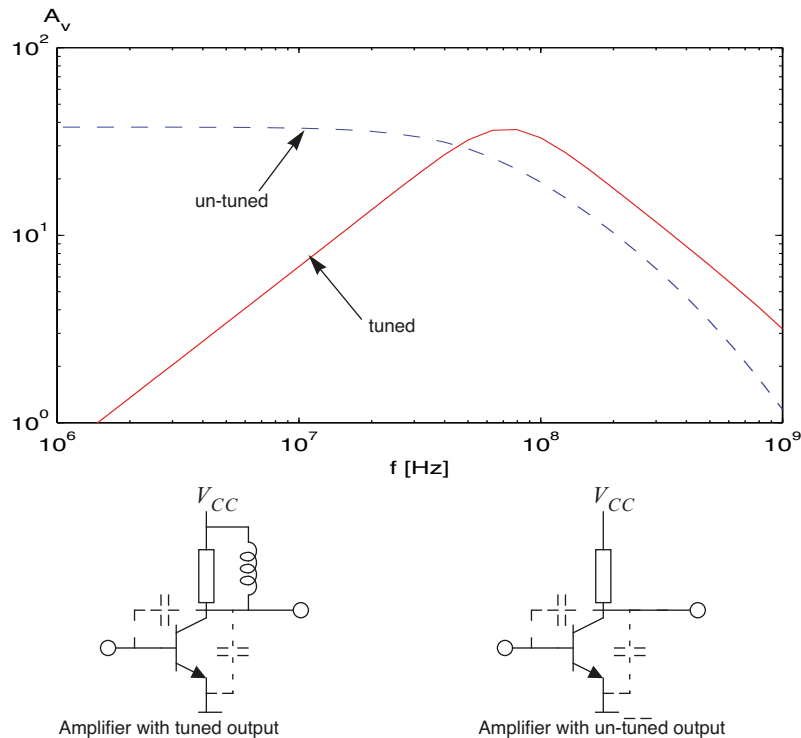 A_v
10^2
10^1
10^0
un-tuned
tuned
10^6 10^7 10^8 10^9
f [Hz]
V_CC V_CC
Amplifier with tuned output Amplifier with un-tuned output